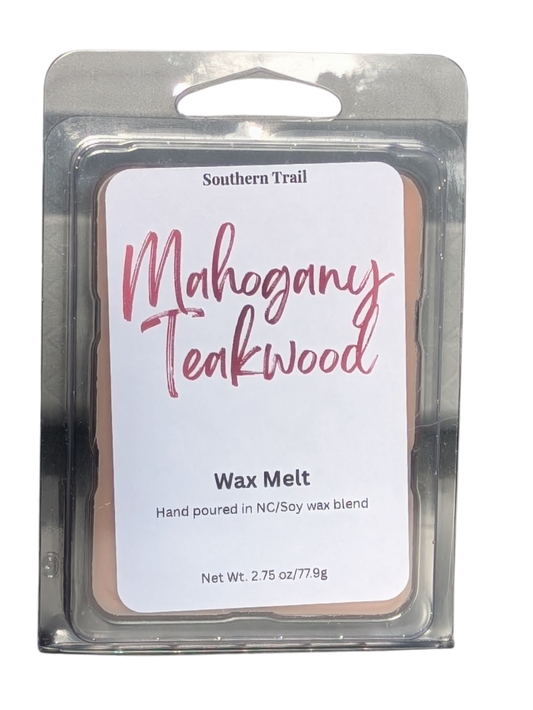 Southern Trail
Mahogany
Teakwood
Wax Melt
Hand poured in NC/Soy wax blend
Net Wt. 2.75 oz/77.9g